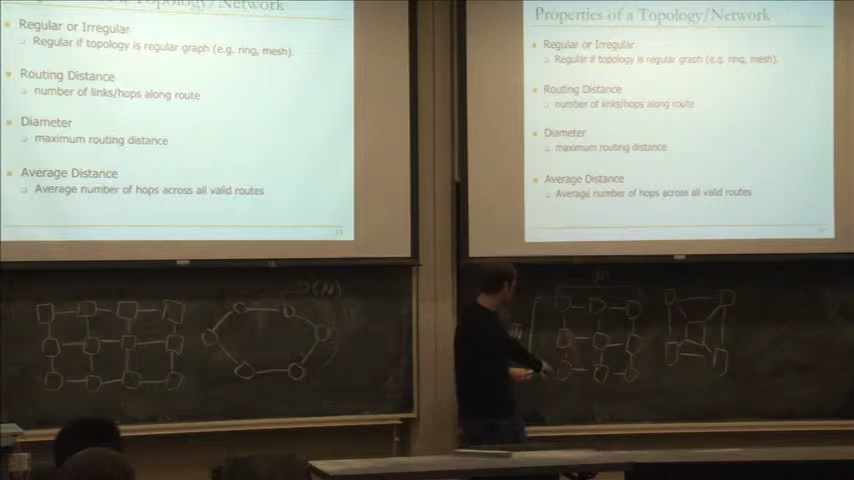 Topology/Network
Regular or Irregular
Regular if topology is regular graph (e.g. ring, mesh).
Routing Distance
number of links/hops along route
Diameter
maximum routing distance
Average Distance
Average number of hops across all valid routes
Properties of a Topology/Network
Regular or Irregular
Regular if topology is regular graph (e.g. ring, mesh).
Routing Distance
number of links/hops along route
Diameter
maximum routing distance
Average Distance
Average number of hops across all valid routes